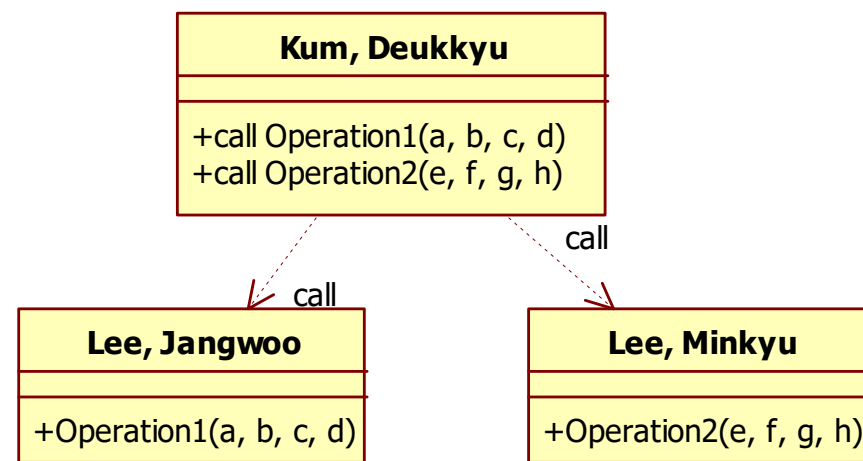 Kum, Deukkyu
+call Operation1(a, b, c, d)
+call Operation2(e, f, g, h)
call
call
Lee, Jangwoo
+Operation1(a, b, c, d)
Lee, Minkyu
+Operation2(e, f, g, h)